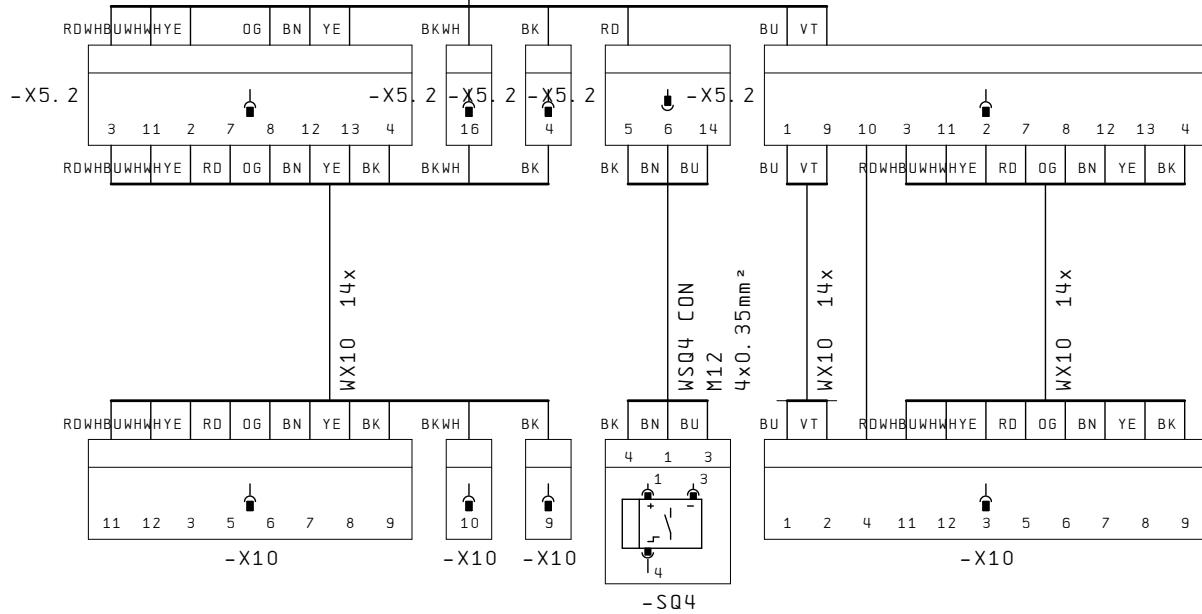 RDWH BUWH WHYE OG BN YE BKWH BK RD BU VT
-X5.2 -X5.2 -X5.2 -X5.2 -X5.2
3 11 2 7 8 12 13 4 16 4 5 6 14 1 9 10 3 11 2 7 8 12 13 4
RDWH BUWH WHYE RD OG BN YE BK BKWH BK BK BN BU BU VT RDWH BUWH WHYE RD OG BN YE BK
WX10 14x
WSQ4 CON
M12
4x0.35mm²
WX10 14x
WX10 14x
RDWH BUWH WHYE RD OG BN YE BK BKWH BK BK BN BU BU VT RDWH BUWH WHYE RD OG BN YE BK
4 1 3
1 3
+ -
11 12 3 5 6 7 8 9 10 9 1 2 4 11 12 3 5 6 7 8 9
-X10 -X10 -X10 -X10
4
-SQ4